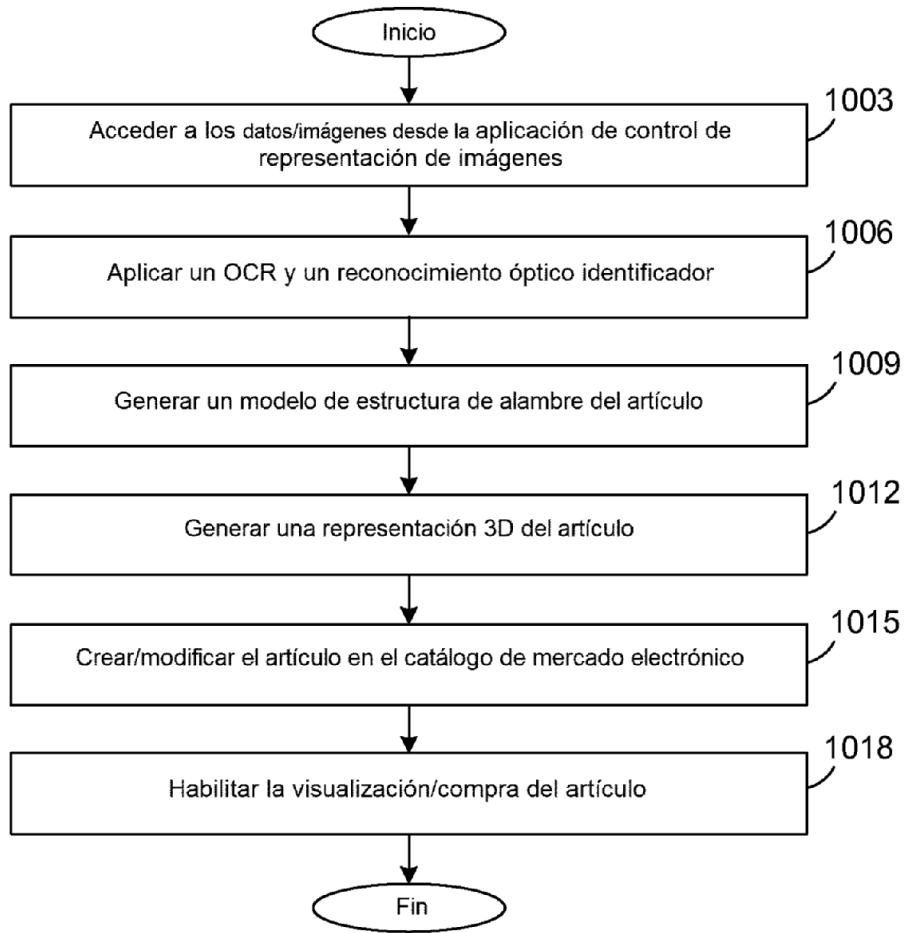 Inicio
1003
Acceder a los datos/imágenes desde la aplicación de control de
representación de imágenes
1006
Aplicar un OCR y un reconocimiento óptico identificador
1009
Generar un modelo de estructura de alambre del artículo
1012
Generar una representación 3D del artículo
1015
Crear/modificar el artículo en el catálogo de mercado electrónico
1018
Habilitar la visualización/compra del artículo
Fin